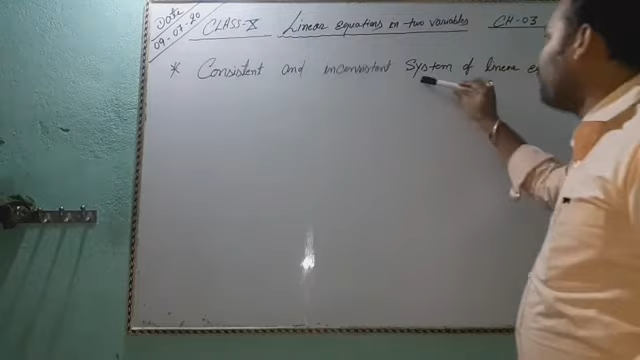 Date
09-07-20
CLASS-X Linear equations in two variables CH-03
* Consistent and inconsistent System of linear